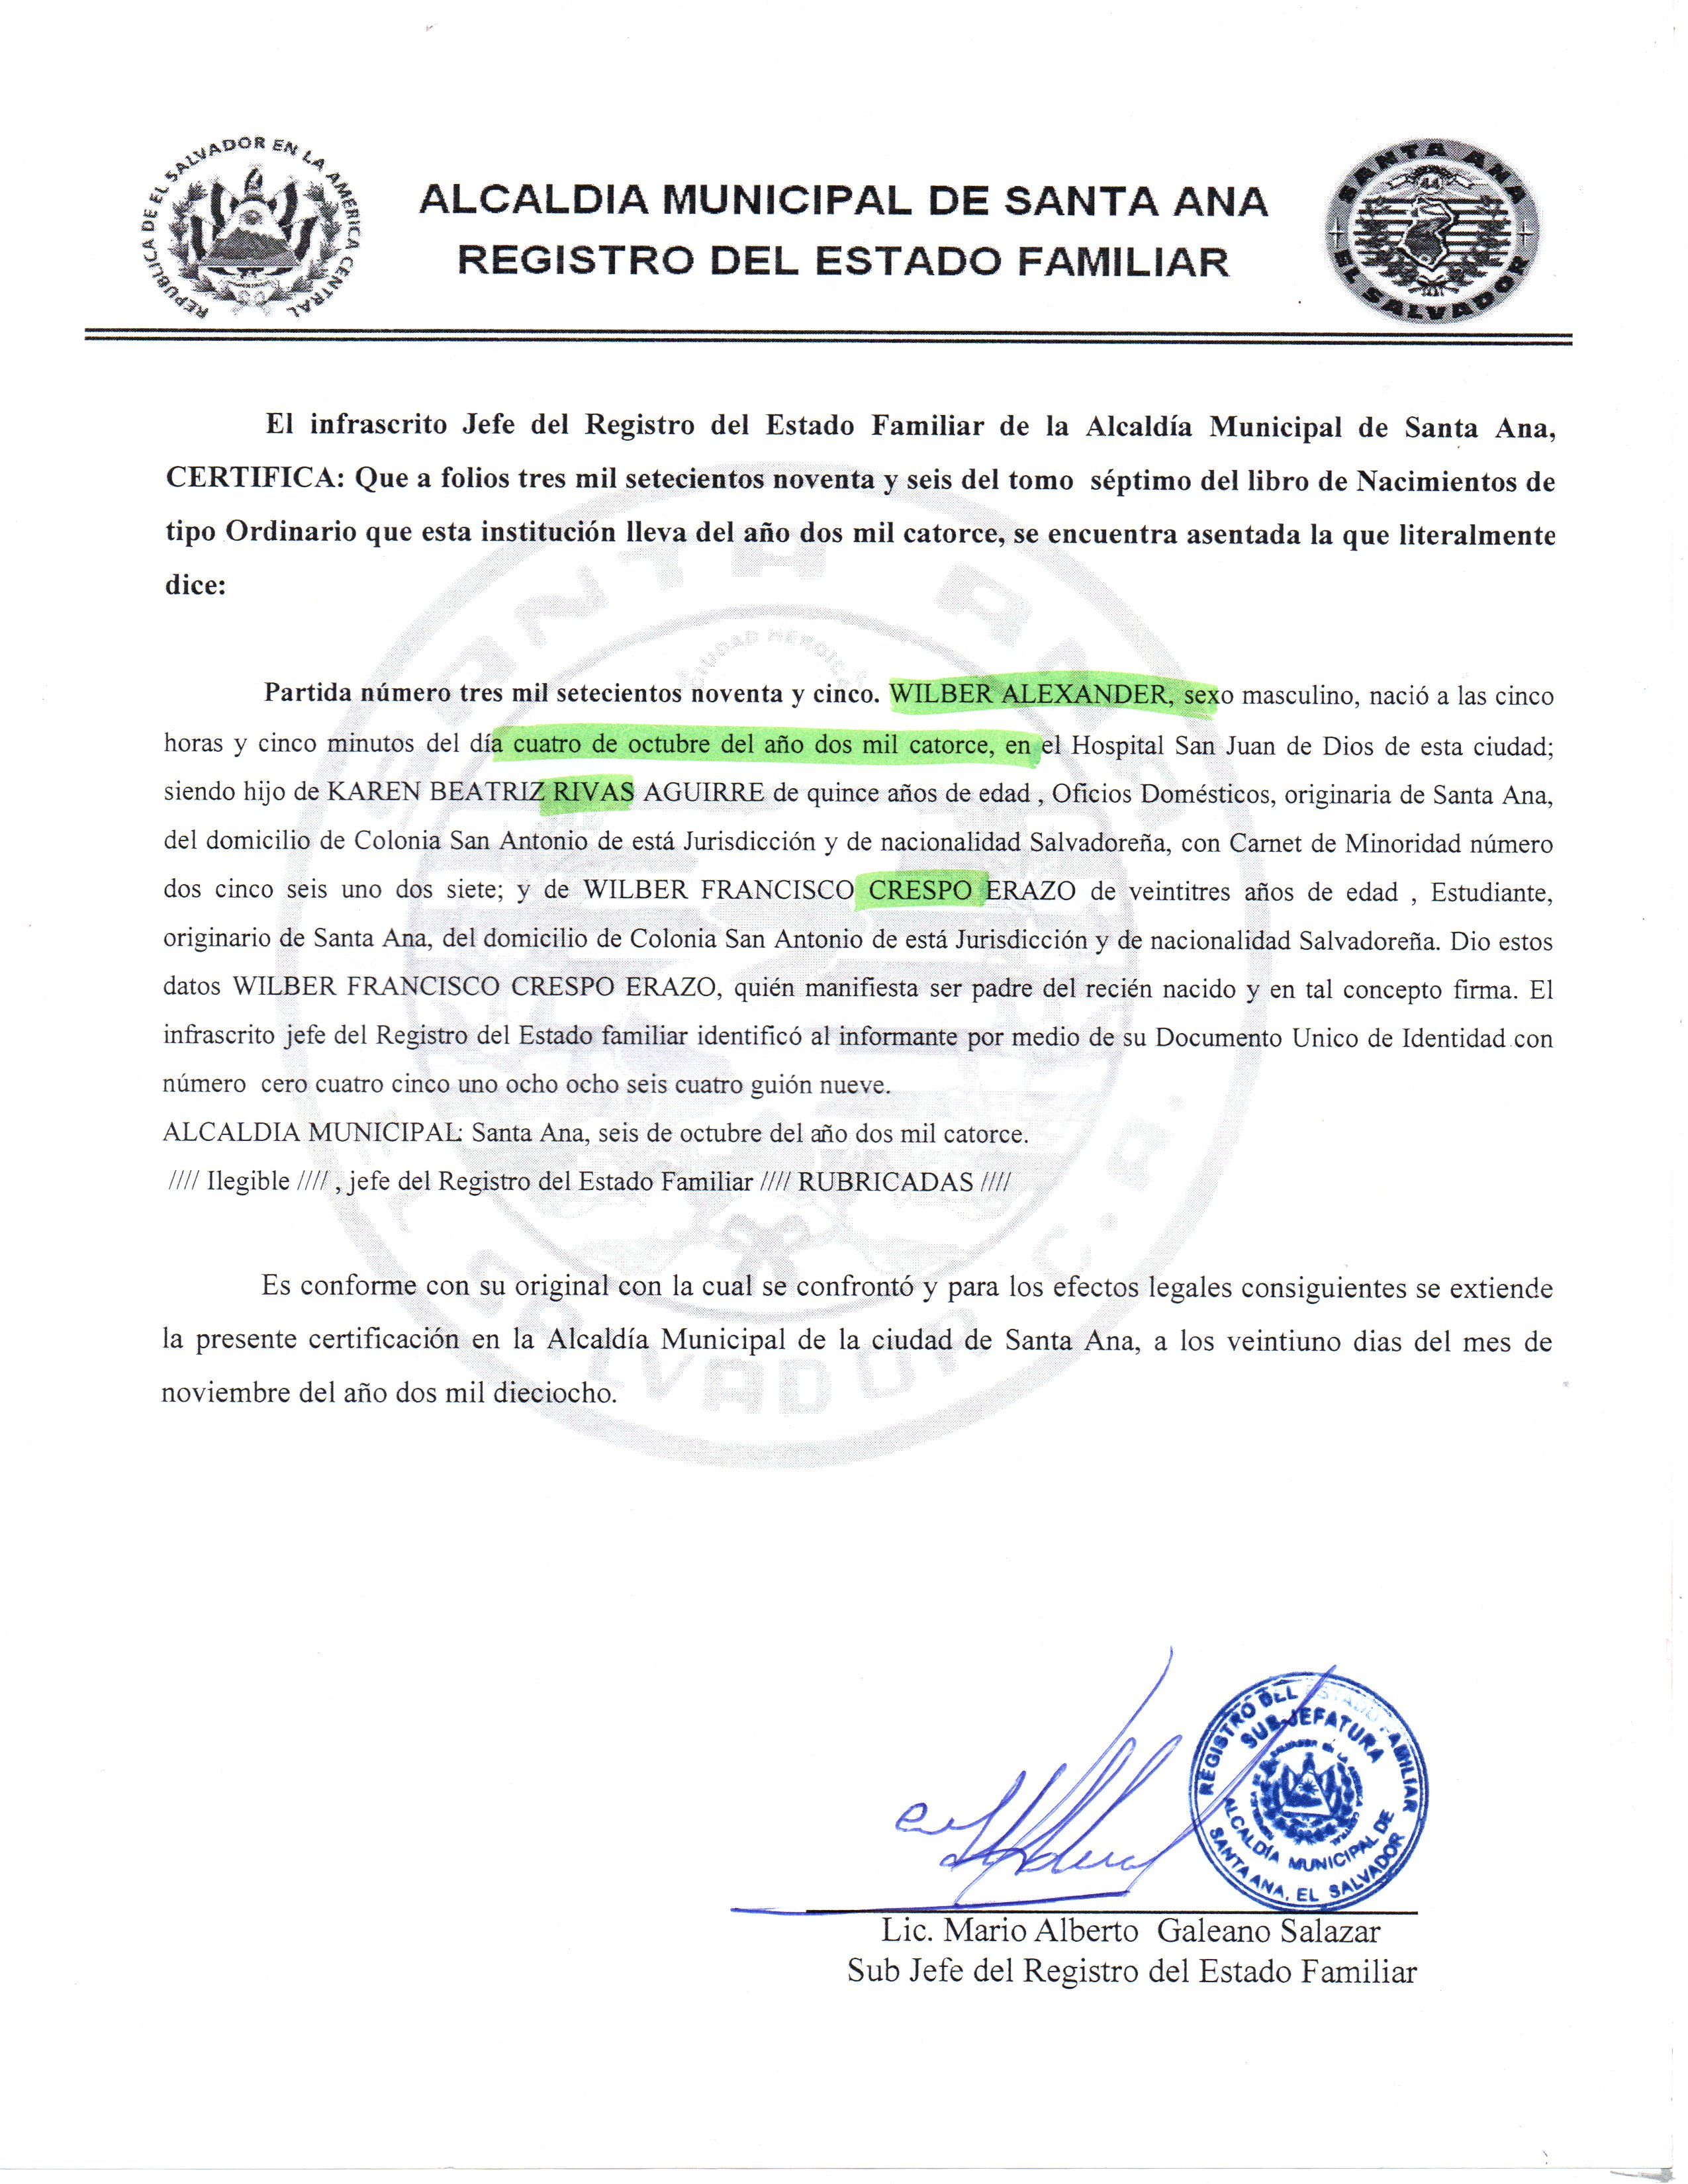 REPUBLICA DE EL SALVADOR EN LA AMERICA CENTRAL
ALCALDIA MUNICIPAL DE SANTA ANA
REGISTRO DEL ESTADO FAMILIAR
SANTA ANA
44
EL SALVADOR
El infrascrito Jefe del Registro del Estado Familiar de la Alcaldía Municipal de Santa Ana,
CERTIFICA: Que a folios tres mil setecientos noventa y seis del tomo séptimo del libro de Nacimientos de
tipo Ordinario que esta institución lleva del año dos mil catorce, se encuentra asentada la que literalmente
dice:
Partida número tres mil setecientos noventa y cinco. WILBER ALEXANDER, sexo masculino, nació a las cinco
horas y cinco minutos del día cuatro de octubre del año dos mil catorce, en el Hospital San Juan de Dios de esta ciudad;
siendo hijo de KAREN BEATRIZ RIVAS AGUIRRE de quince años de edad , Oficios Domésticos, originaria de Santa Ana,
del domicilio de Colonia San Antonio de está Jurisdicción y de nacionalidad Salvadoreña, con Carnet de Minoridad número
dos cinco seis uno dos siete; y de WILBER FRANCISCO CRESPO ERAZO de veintitres años de edad , Estudiante,
originario de Santa Ana, del domicilio de Colonia San Antonio de está Jurisdicción y de nacionalidad Salvadoreña. Dio estos
datos WILBER FRANCISCO CRESPO ERAZO, quién manifiesta ser padre del recién nacido y en tal concepto firma. El
infrascrito jefe del Registro del Estado familiar identificó al informante por medio de su Documento Unico de Identidad con
número cero cuatro cinco uno ocho ocho seis cuatro guión nueve.
ALCALDIA MUNICIPAL: Santa Ana, seis de octubre del año dos mil catorce.
//// Ilegible //// , jefe del Registro del Estado Familiar //// RUBRICADAS ////
Es conforme con su original con la cual se confrontó y para los efectos legales consiguientes se extiende
la presente certificación en la Alcaldía Municipal de la ciudad de Santa Ana, a los veintiuno dias del mes de
noviembre del año dos mil dieciocho.
SANTA ANA
CIUDAD HEROICA
EL SALVADOR C.A.
REGISTRO DEL ESTADO FAMILIAR
SUB-JEFATURA
ALCALDÍA MUNICIPAL DE
SANTA ANA, EL SALVADOR
Lic. Mario Alberto Galeano Salazar
Sub Jefe del Registro del Estado Familiar